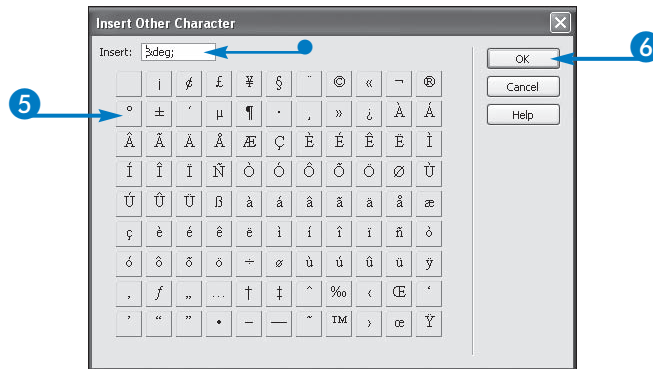 Insert Other Character
Insert: &deg;
OK
6
¡ ¢ £ ¥ § ¨ © « ¬ ®
Cancel
5
° ± ´ µ ¶ · ¸ » ¿ À Á
Help
Â Ã Ä Å Æ Ç È É Ê Ë Ì
Í Î Ï Ñ Ò Ó Ô Õ Ö Ø Ù
Ú Û Ü ß à á â ã ä å æ
ç è é ê ë ì í î ï ñ ò
ó ô õ ö ÷ ø ù ú û ü ÿ
‚ ƒ „ … † ‡ ˆ ‰ ‹ Œ ‘
’ “ ” • – — ˜ ™ › œ Ÿ